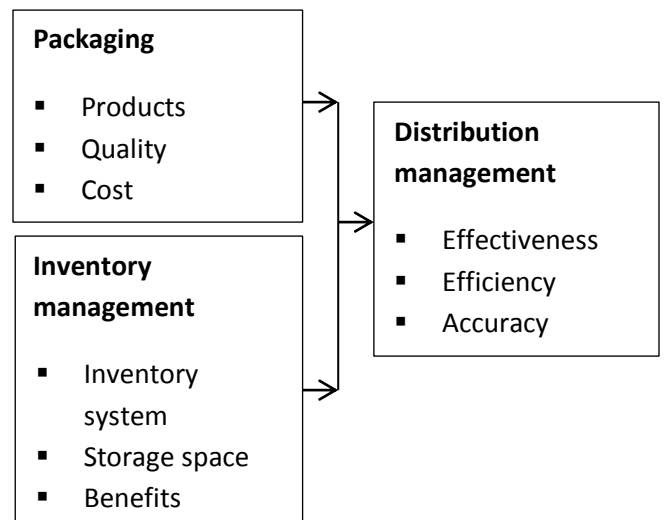 Packaging
▪ Products
▪ Quality
▪ Cost
Inventory
management
▪ Inventory
system
▪ Storage space
▪ Benefits
Distribution
management
▪ Effectiveness
▪ Efficiency
▪ Accuracy